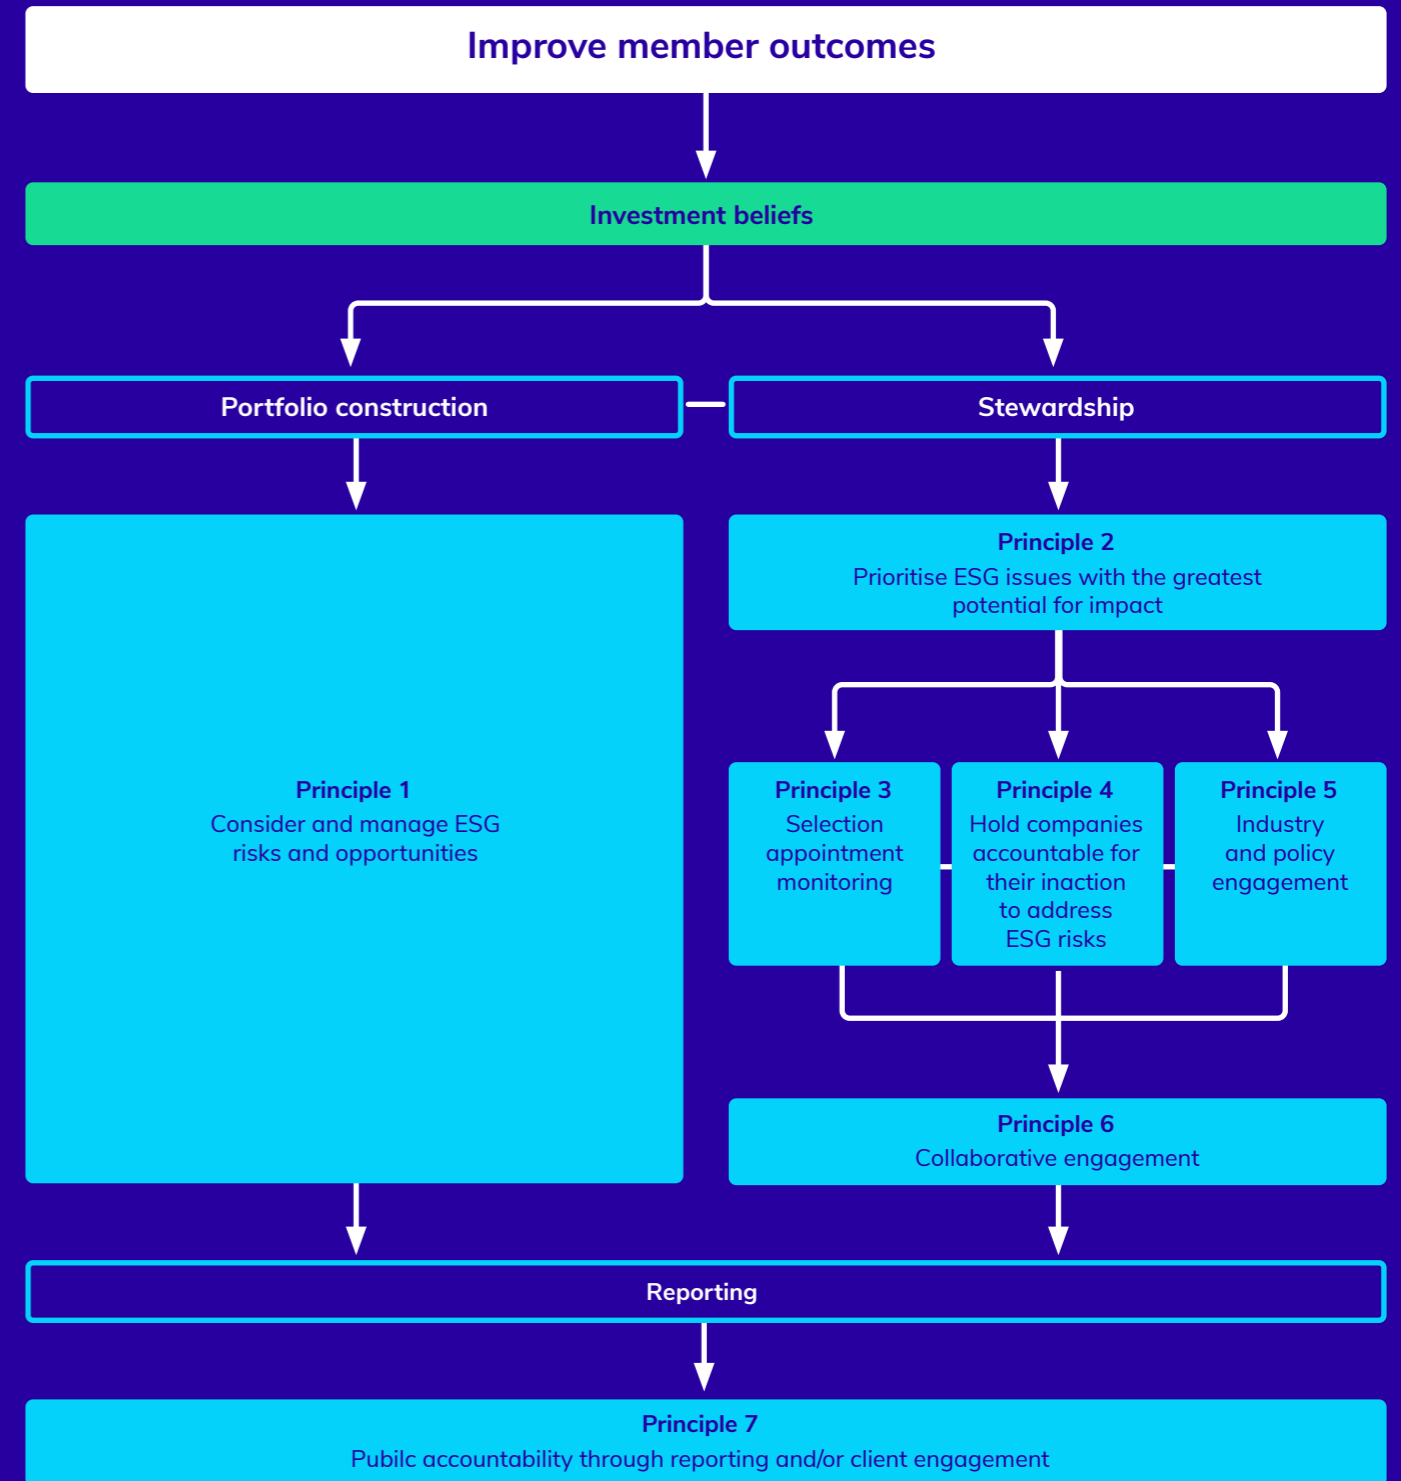 Improve member outcomes
Investment beliefs
Portfolio construction
Stewardship
Principle 1
Consider and manage ESG
risks and opportunities
Principle 2
Prioritise ESG issues with the greatest
potential for impact
Principle 3
Selection
appointment
monitoring
Principle 4
Hold companies
accountable for
their inaction
to address
ESG risks
Principle 5
Industry
and policy
engagement
Principle 6
Collaborative engagement
Reporting
Principle 7
Pubilc accountability through reporting and/or client engagement